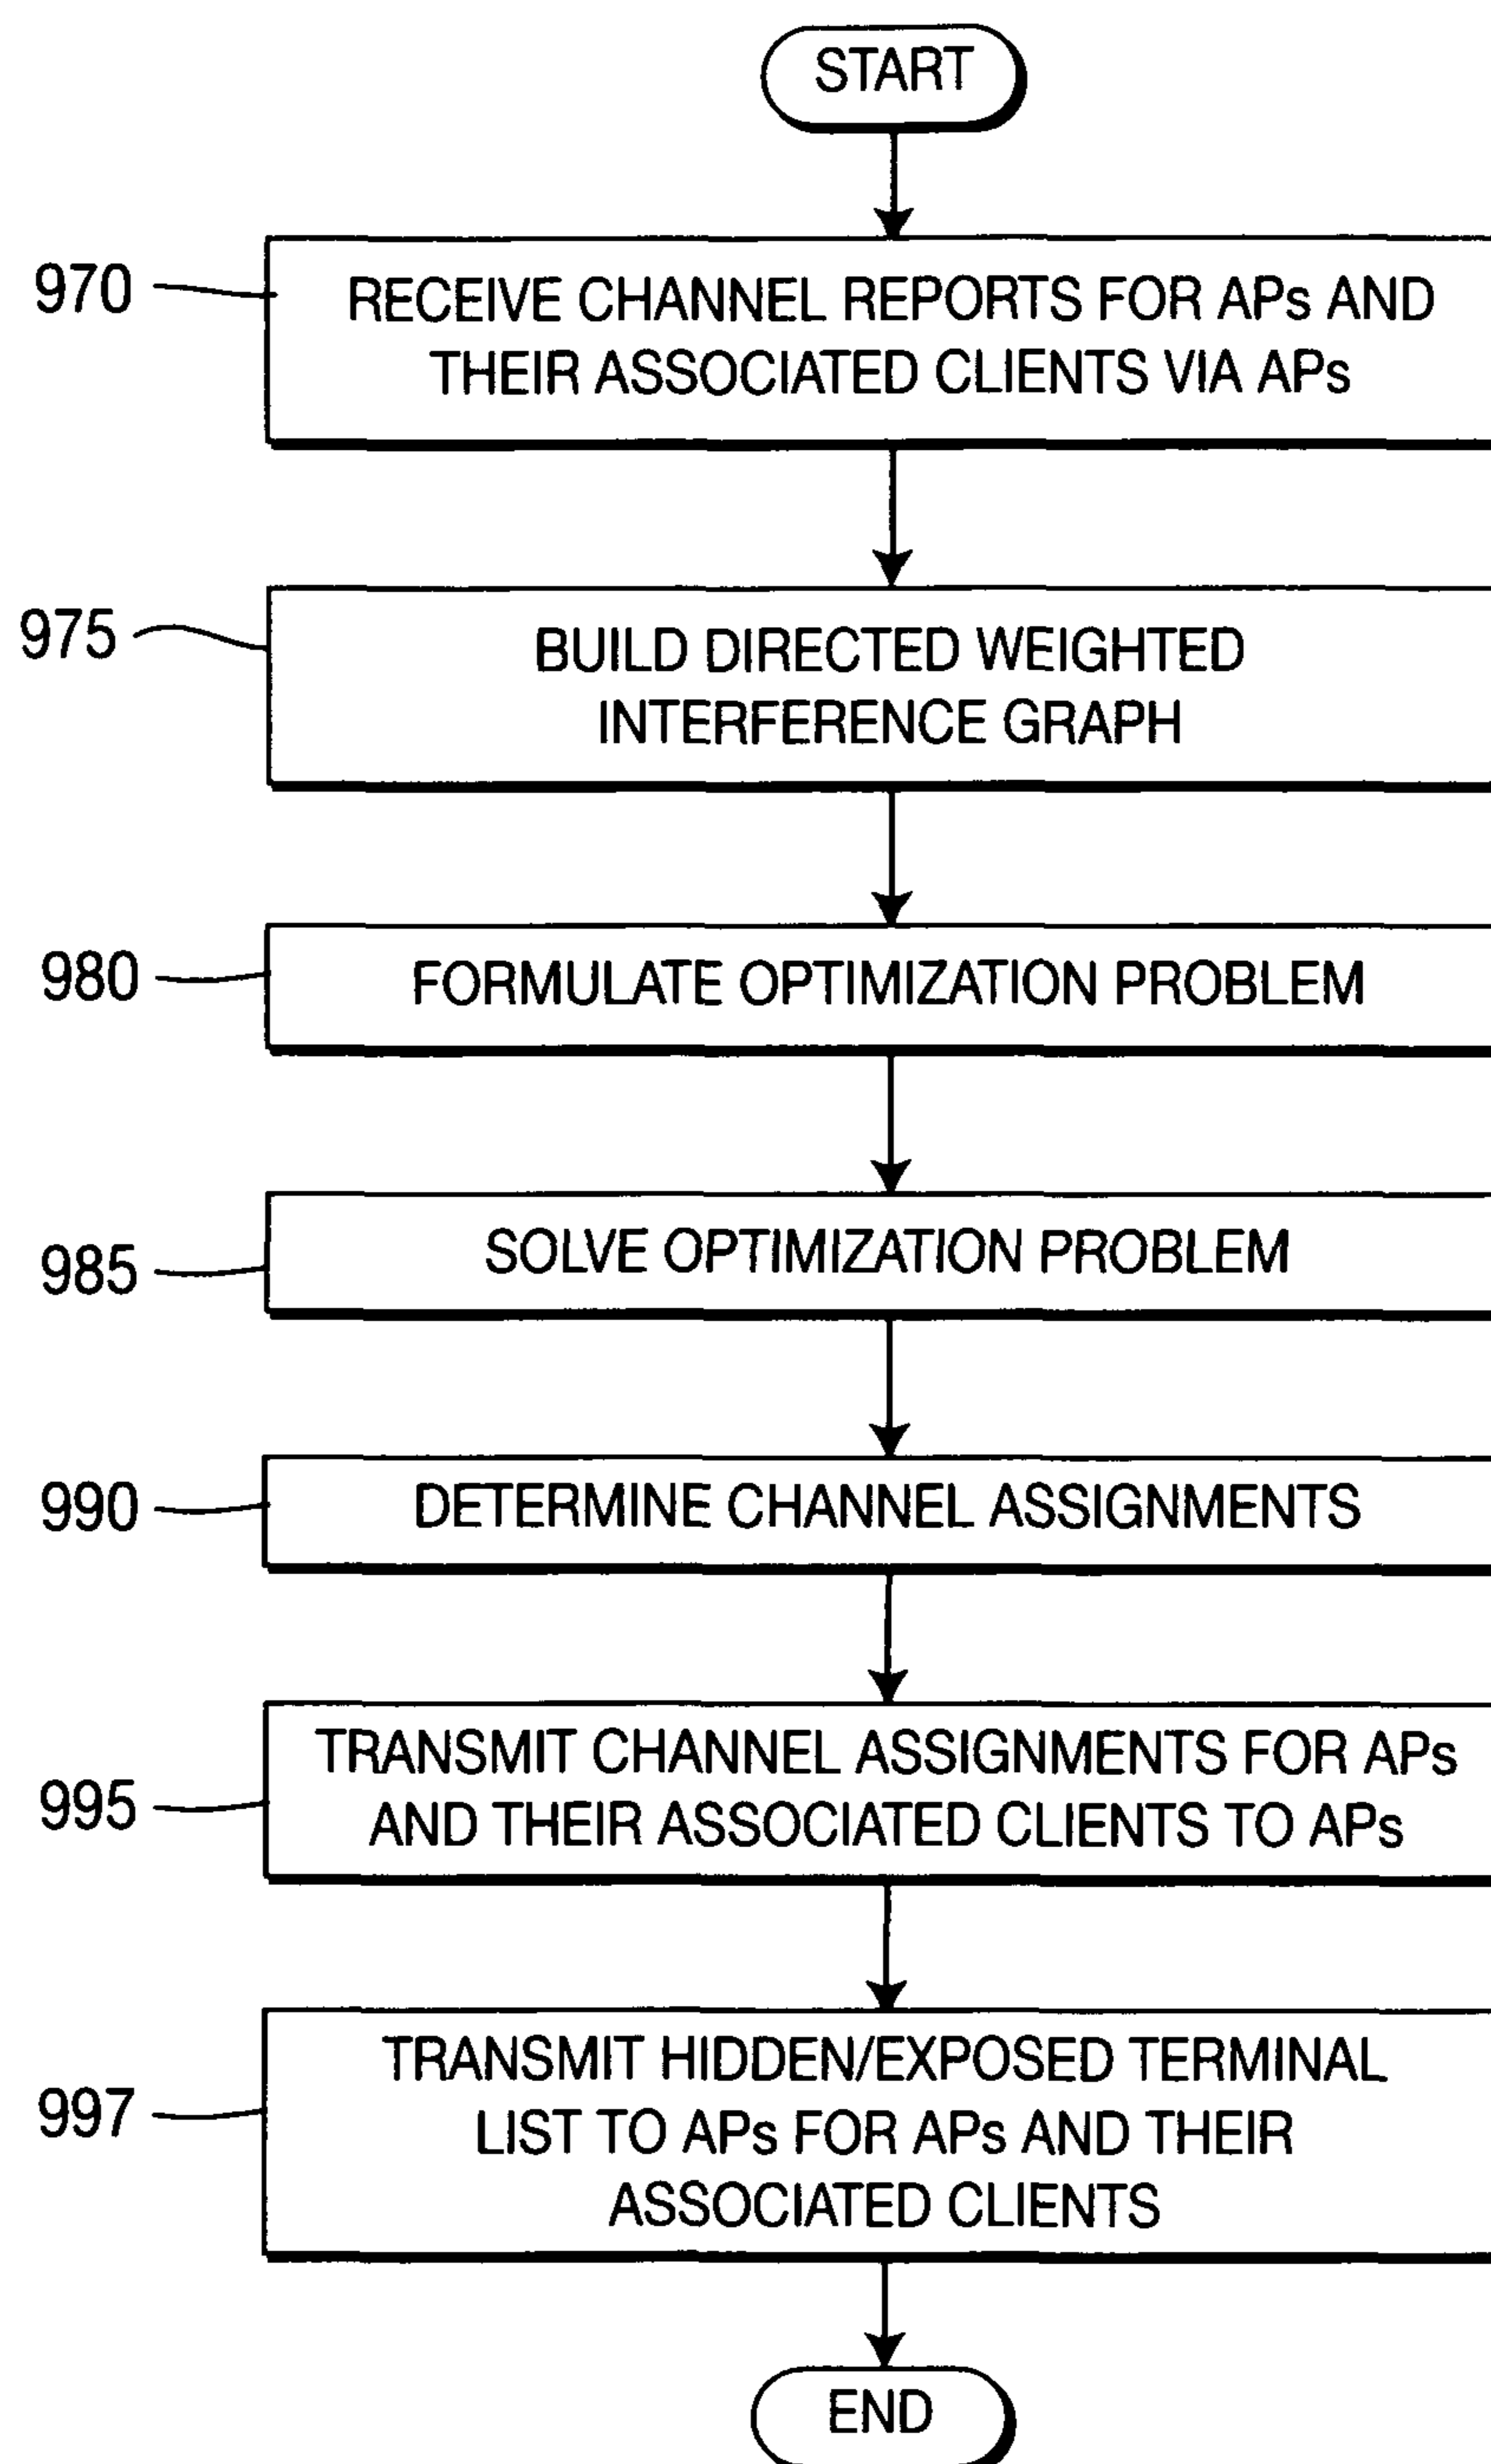 START
970
RECEIVE CHANNEL REPORTS FOR APs AND
THEIR ASSOCIATED CLIENTS VIA APs
975
BUILD DIRECTED WEIGHTED
INTERFERENCE GRAPH
980
FORMULATE OPTIMIZATION PROBLEM
985
SOLVE OPTIMIZATION PROBLEM
990
DETERMINE CHANNEL ASSIGNMENTS
995
TRANSMIT CHANNEL ASSIGNMENTS FOR APs
AND THEIR ASSOCIATED CLIENTS TO APs
997
TRANSMIT HIDDEN/EXPOSED TERMINAL
LIST TO APs FOR APs AND THEIR
ASSOCIATED CLIENTS
END